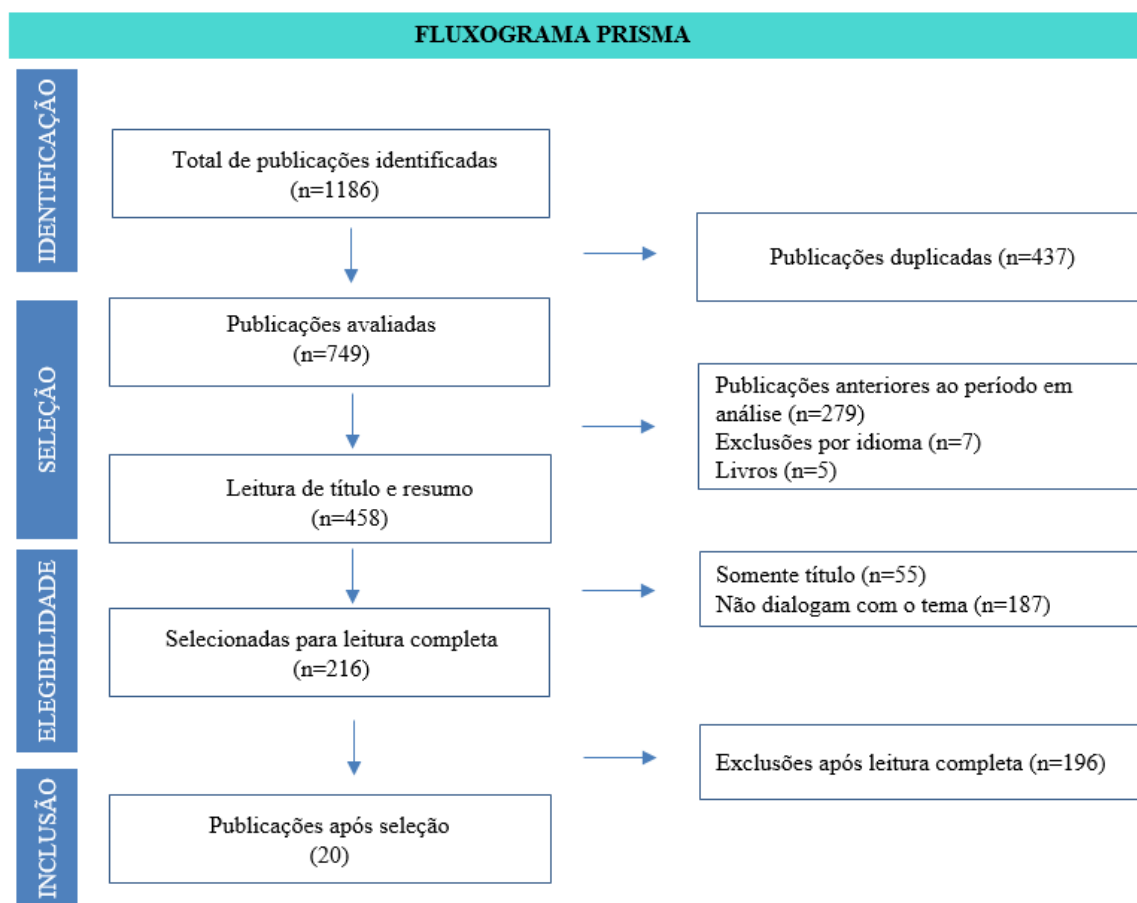 FLUXOGRAMA PRISMA
IDENTIFICAÇÃO
Total de publicações identificadas
(n=1186)
Publicações duplicadas (n=437)
SELEÇÃO
Publicações avaliadas
(n=749)
Publicações anteriores ao período em
análise (n=279)
Exclusões por idioma (n=7)
Livros (n=5)
Leitura de título e resumo
(n=458)
ELEGIBILIDADE
Somente título (n=55)
Não dialogam com o tema (n=187)
Selecionadas para leitura completa
(n=216)
Exclusões após leitura completa (n=196)
INCLUSÃO
Publicações após seleção
(20)